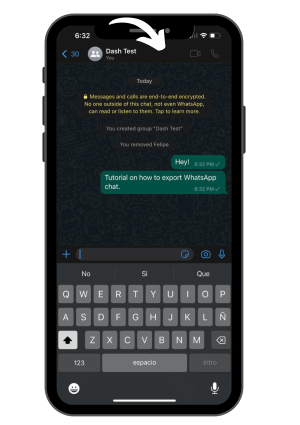 6:32
30
Dash Test
You
Today
Messages and calls are end-to-end encrypted.
No one outside of this chat, not even WhatsApp,
can read or listen to them. Tap to learn more.
You created group "Dash Test"
You removed Felipe
Hey!
6:32 PM
Tutorial on how to export WhatsApp
chat.
6:32 PM
No
Sí
Que
Q W E R T Y U I O P
A S D F G H J K L Ñ
Z X C V B N M
123
espacio
intro